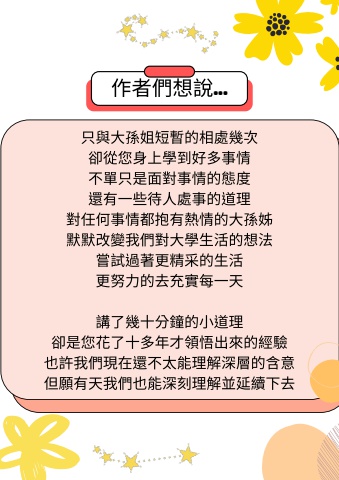 作者們想說...
只與大孫姐短暫的相處幾次
卻從您身上學到好多事情
不單只是面對事情的態度
還有一些待人處事的道理
對任何事情都抱有熱情的大孫姊
默默改變我們對大學生活的想法
嘗試過著更精采的生活
更努力的去充實每一天
講了幾十分鐘的小道理
卻是您花了十多年才領悟出來的經驗
也許我們現在還不太能理解深層的含意
但願有天我們也能深刻理解並延續下去